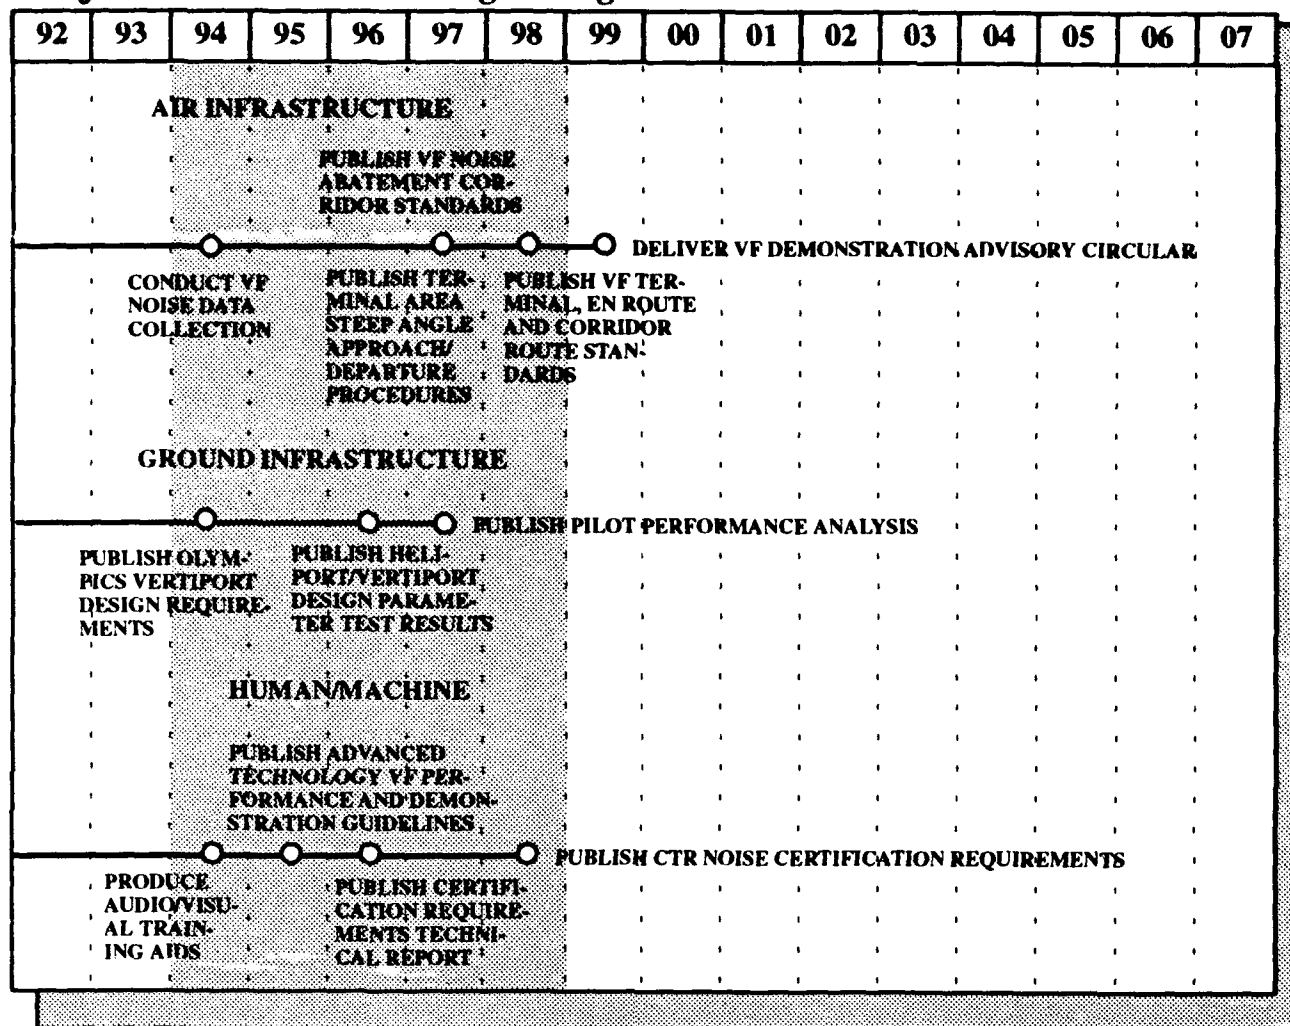 92 93 94 95 96 97 98 99 00 01 02 03 04 05 06 07
AIR INFRASTRUCTURE
PUBLISH VF NOISE
ABATEMENT COR-
RIDOR STANDARDS
DELIVER VF DEMONSTRATION ADVISORY CIRCULAR
CONDUCT VF
NOISE DATA
COLLECTION
PUBLISH TER-
MINAL AREA
STEEP ANGLE
APPROACH/
DEPARTURE
PROCEDURES
PUBLISH VF TER-
MINAL, EN ROUTE
AND CORRIDOR
ROUTE STAN-
DARDS
GROUND INFRASTRUCTURE
PUBLISH PILOT PERFORMANCE ANALYSIS
PUBLISH OLYM-
PICS VERTIPORT
DESIGN REQUIRE-
MENTS
PUBLISH HELI-
PORT/VERTIPORT
DESIGN PARAME-
TER TEST RESULTS
HUMAN/MACHINE
PUBLISH ADVANCED
TECHNOLOGY VF PER-
FORMANCE AND DEMON-
STRATION GUIDELINES
PUBLISH CTR NOISE CERTIFICATION REQUIREMENTS
PRODUCE
AUDIO/VISU-
AL TRAIN-
ING AIDS
PUBLISH CERTIFI-
CATION REQUIRE-
MENTS TECHNI-
CAL REPORT